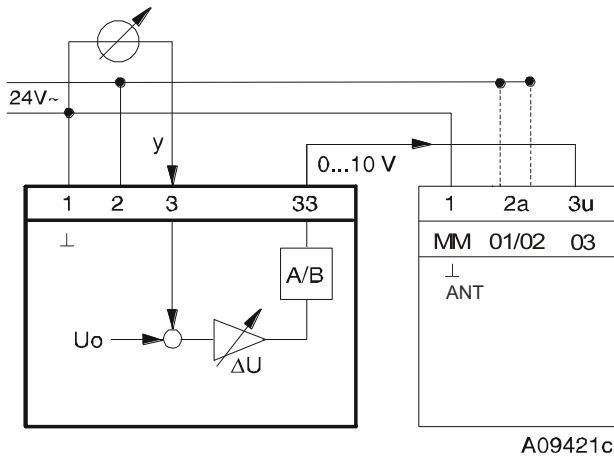 24V~
y
0...10 V
1 2 3 33
⊥
A/B
Uo
ΔU
1 2a 3u
MM 01/02 03
⊥
ANT
A09421c